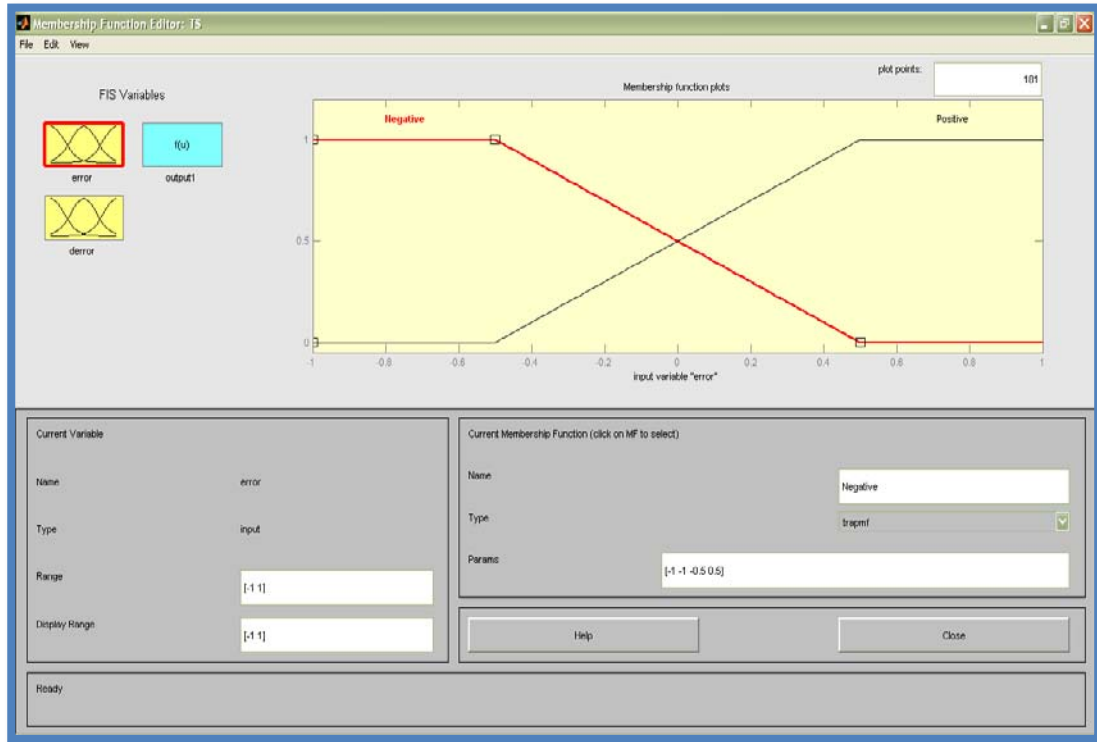 Membership Function Editor: TS
File Edit View
FIS Variables
plot points:
181
Membership function plots
f(u)
error
output1
derror
Negative
Positive
1
0.5
0
-1 -0.8 -0.6 -0.4 -0.2 0 0.2 0.4 0.6 0.8 1
input variable "error"
Current Variable
Name error
Type input
Range [-1 1]
Display Range [-1 1]
Current Membership Function (click on MF to select)
Name Negative
Type trapmf
Params [-1 -1 -0.5 0.5]
Help
Close
Ready